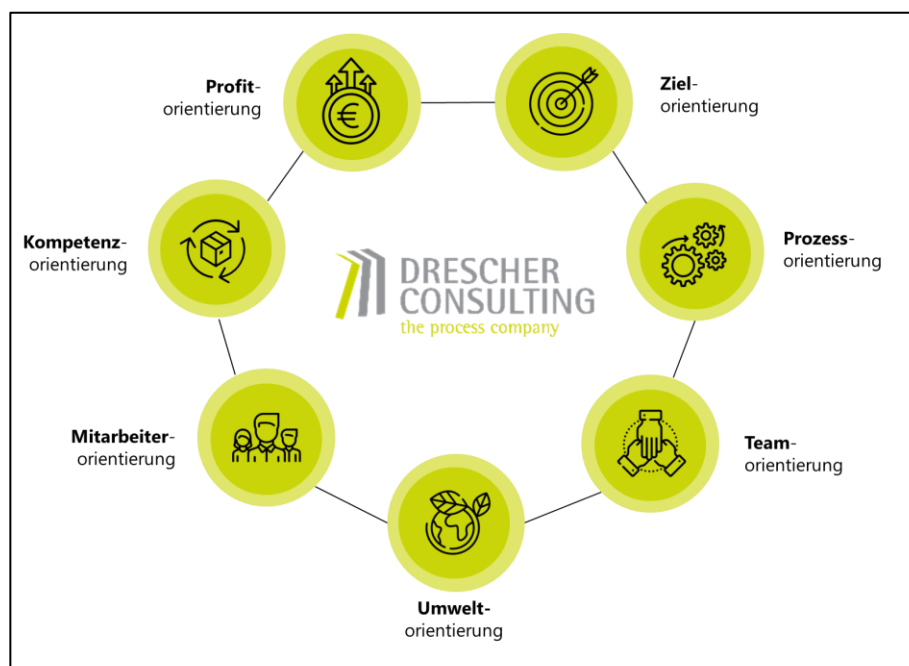 Profit-
orientierung
Ziel-
orientierung
Kompetenz-
orientierung
Prozess-
orientierung
DRESCHER
CONSULTING
the process company
Mitarbeiter-
orientierung
Team-
orientierung
Umwelt-
orientierung